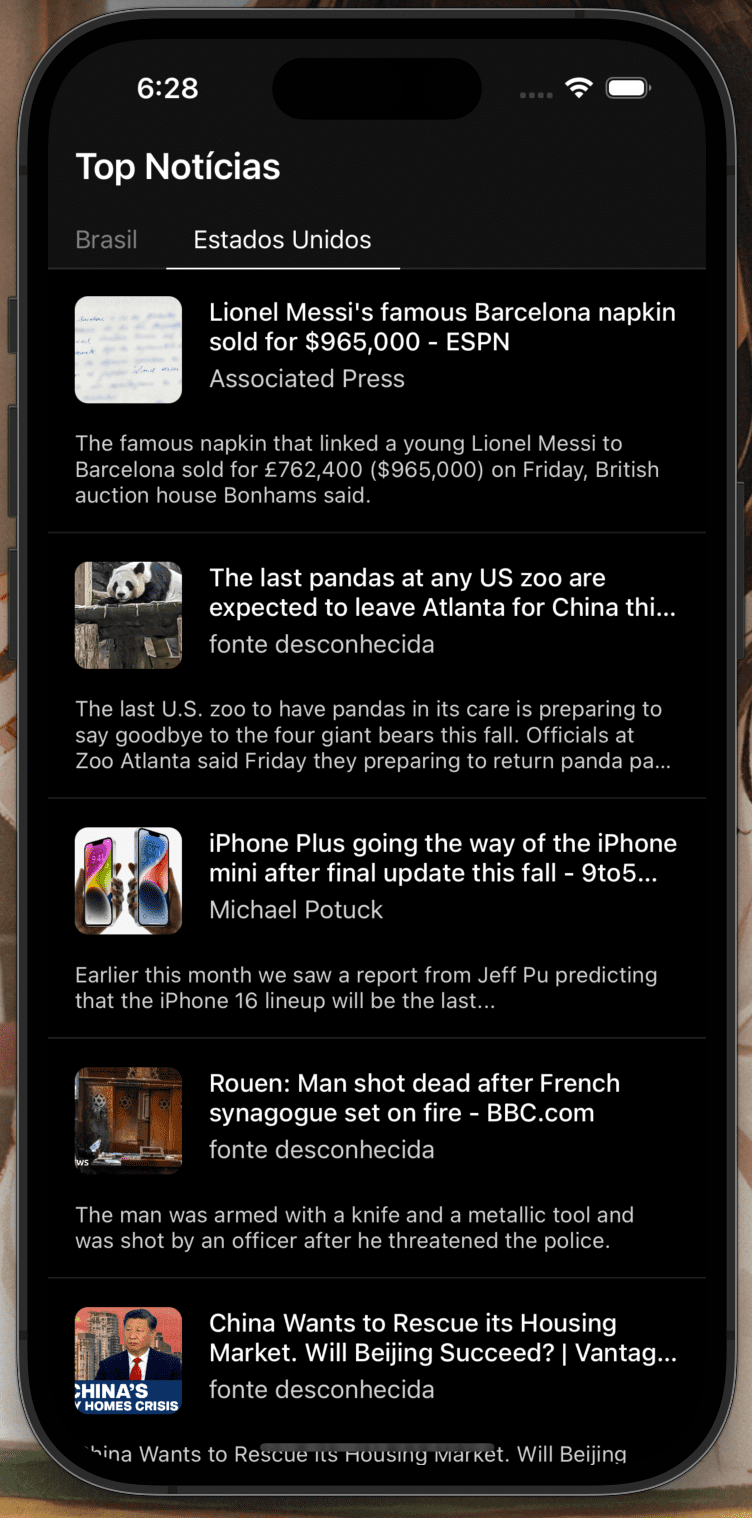 6:28
Top Notícias
Brasil
Estados Unidos
Lionel Messi's famous Barcelona napkin
sold for $965,000 - ESPN
Associated Press
The famous napkin that linked a young Lionel Messi to
Barcelona sold for £762,400 ($965,000) on Friday, British
auction house Bonhams said.
The last pandas at any US zoo are
expected to leave Atlanta for China thi...
fonte desconhecida
The last U.S. zoo to have pandas in its care is preparing to
say goodbye to the four giant bears this fall. Officials at
Zoo Atlanta said Friday they preparing to return panda pa...
iPhone Plus going the way of the iPhone
mini after final update this fall - 9to5...
Michael Potuck
Earlier this month we saw a report from Jeff Pu predicting
that the iPhone 16 lineup will be the last...
Rouen: Man shot dead after French
synagogue set on fire - BBC.com
fonte desconhecida
The man was armed with a knife and a metallic tool and
was shot by an officer after he threatened the police.
China Wants to Rescue its Housing
Market. Will Beijing Succeed? | Vantag...
fonte desconhecida
CHINA'S
Y HOMES CRISIS
China Wants to Rescue its Housing Market. Will Beijing